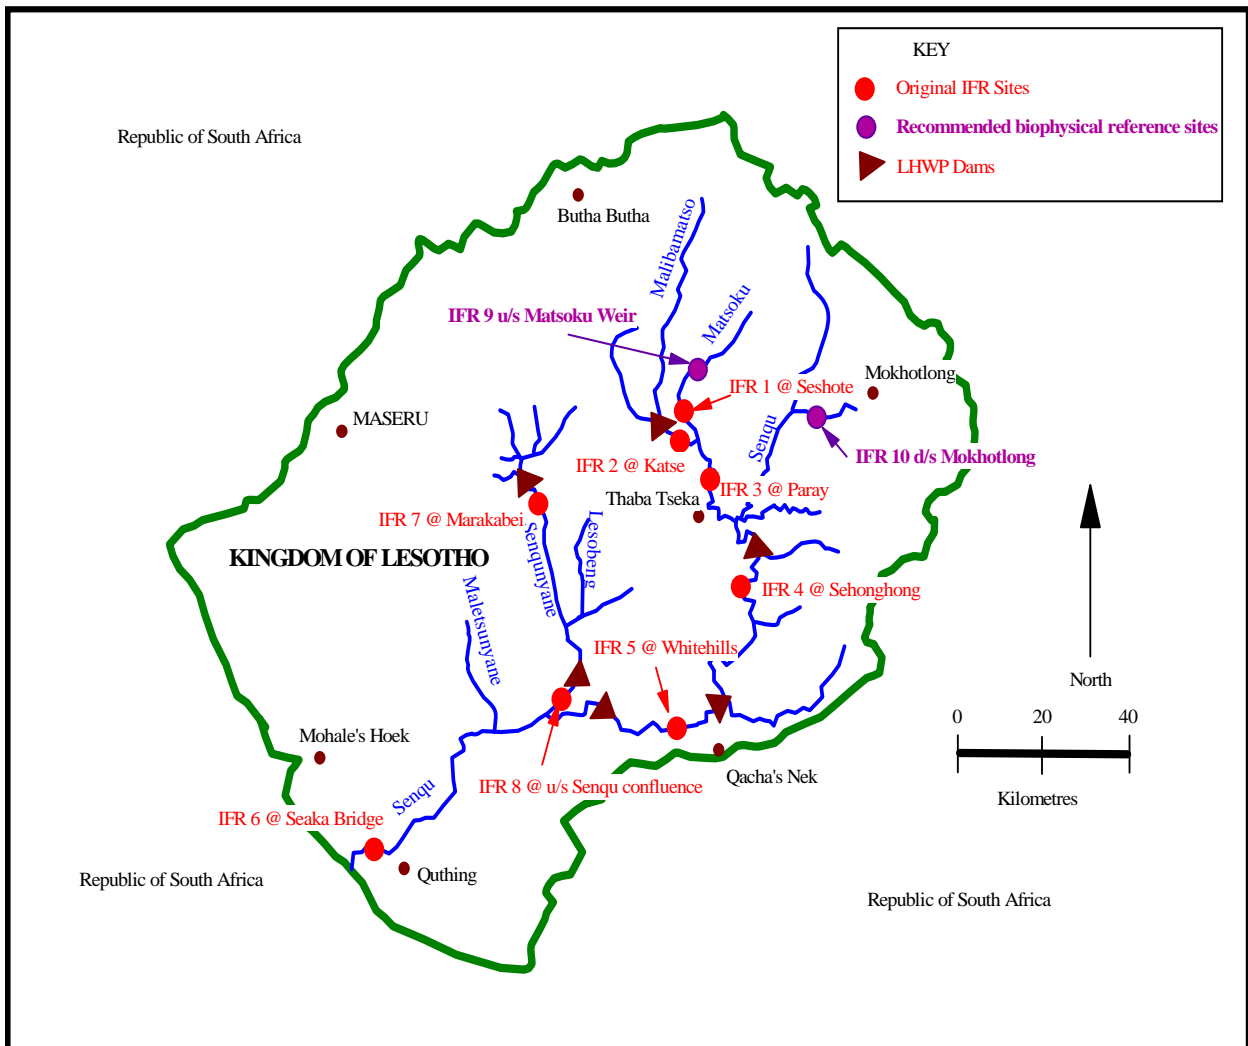 KEY
Original IFR Sites
Recommended biophysical reference sites
LHWP Dams
Republic of South Africa
Butha Butha
Malibamatso
Matsoku
IFR 9 u/s Matsoku Weir
Mokhotlong
IFR 1 @ Seshote
MASERU
Senqu
IFR 10 d/s Mokhotlong
IFR 2 @ Katse
IFR 3 @ Paray
Thaba Tseka
IFR 7 @ Marakabei
Senqunyane
Lesobeng
KINGDOM OF LESOTHO
IFR 4 @ Sehonghong
Maletsunyane
IFR 5 @ Whitehills
North
0 20 40
Kilometres
Mohale's Hoek
Qacha's Nek
IFR 8 @ u/s Senqu confluence
Senqu
IFR 6 @ Seaka Bridge
Quthing
Republic of South Africa
Republic of South Africa